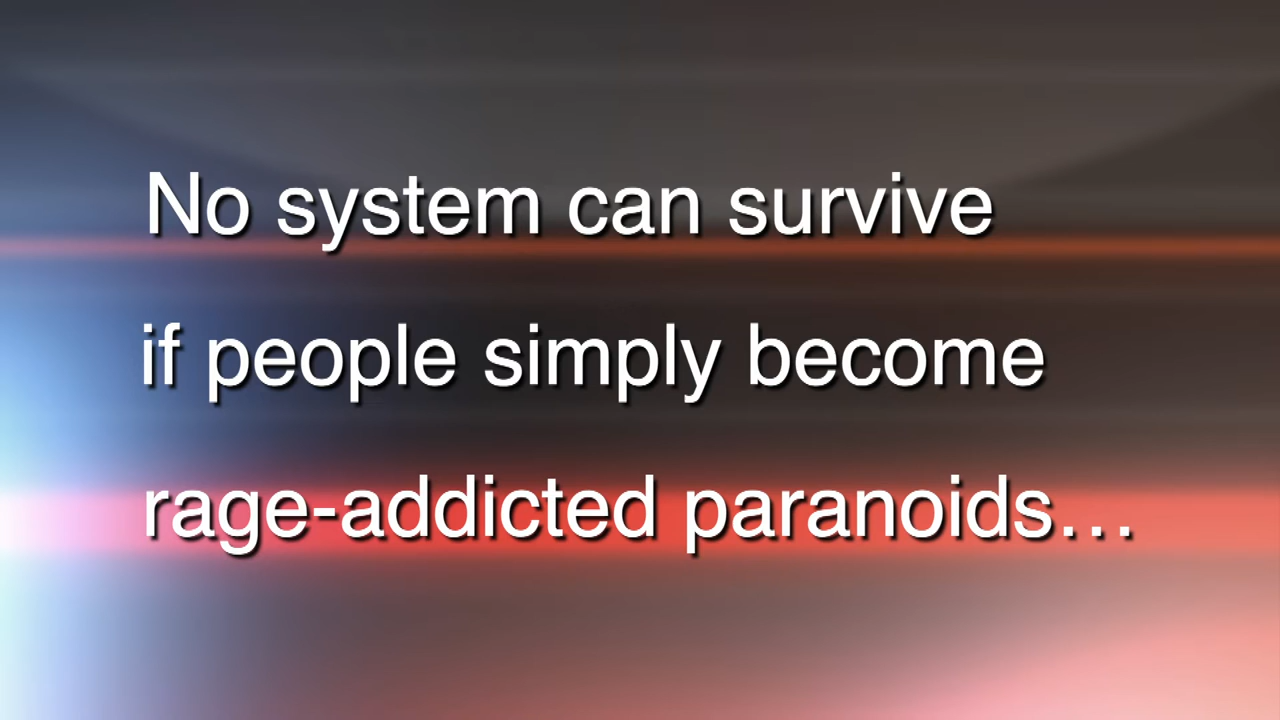 No system can survive
if people simply become
rage-addicted paranoids…